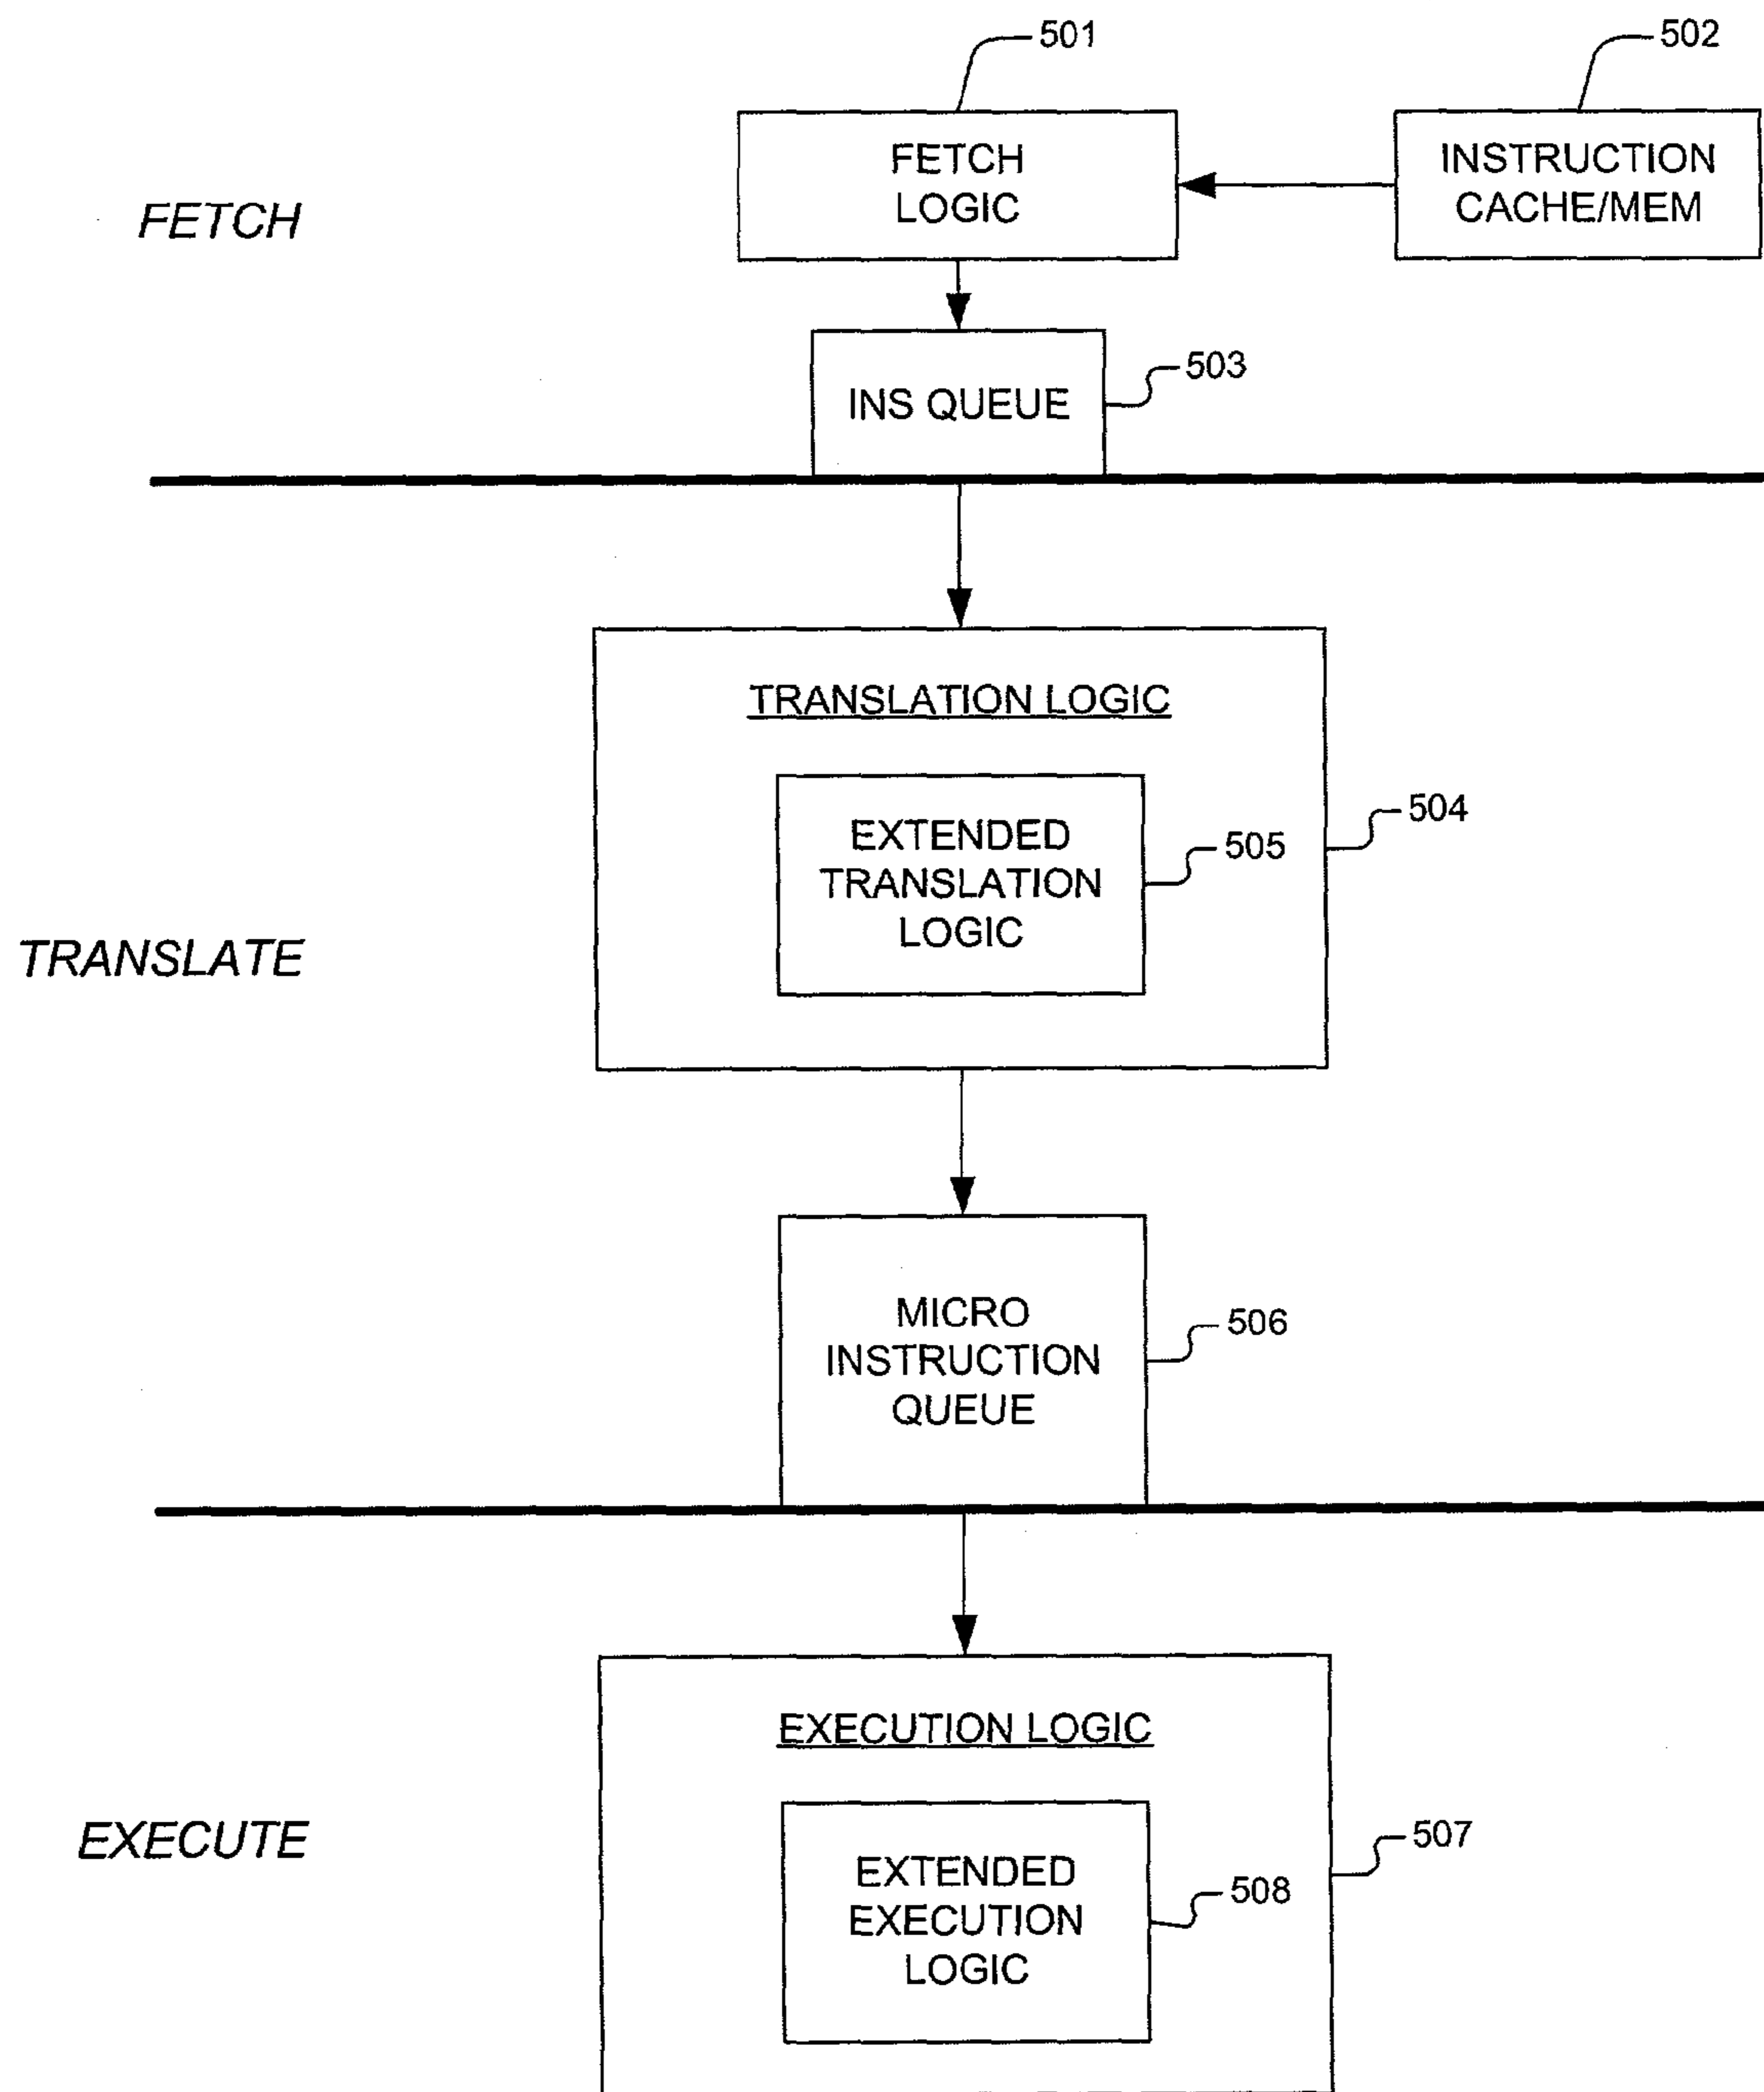 501
502
FETCH
LOGIC
INSTRUCTION
CACHE/MEM
FETCH
503
INS QUEUE
TRANSLATION LOGIC
504
EXTENDED
TRANSLATION
LOGIC
505
TRANSLATE
MICRO
INSTRUCTION
QUEUE
506
EXECUTION LOGIC
507
EXECUTE
EXTENDED
EXECUTION
LOGIC
508